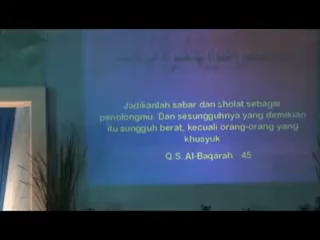 Jadikanlah sabar dan sholat sebagai
penolongmu. Dan sesungguhnya yang demikian
itu sungguh berat, kecuali orang-orang yang
khusyuk
Q.S. Al-Baqarah 45